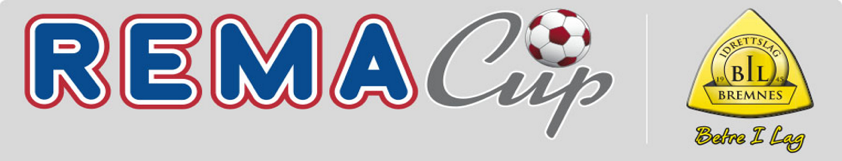 REMA Cup
IDRETTSLAG
BIL
BREMNES
Betre I Lag